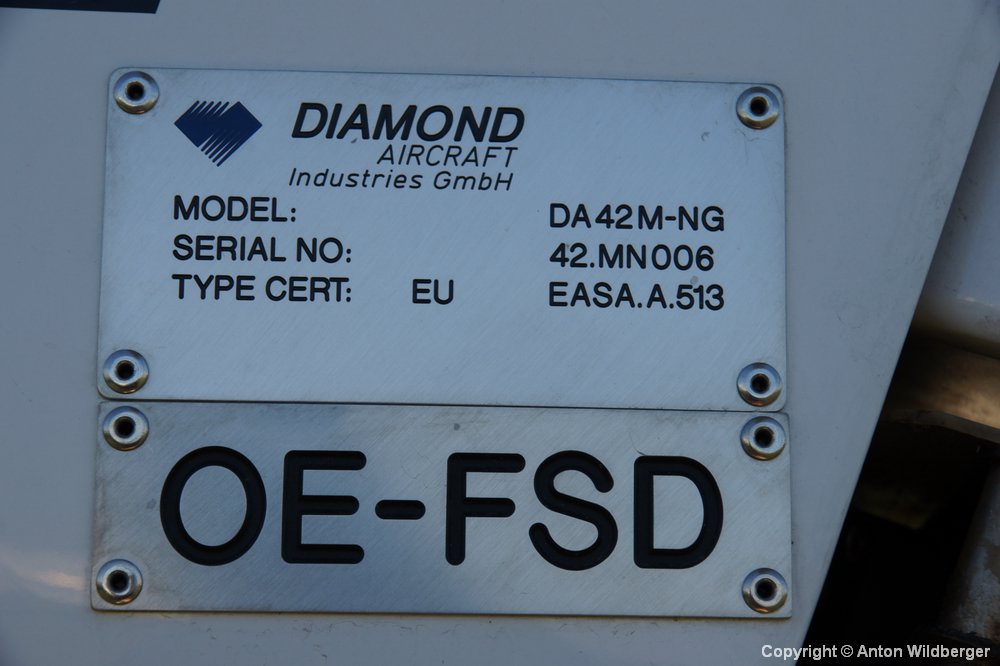 DIAMOND
AIRCRAFT
Industries GmbH
MODEL: DA42M-NG
SERIAL NO: 42.MN006
TYPE CERT: EU EASA.A.513
OE-FSD
Copyright © Anton Wildberger